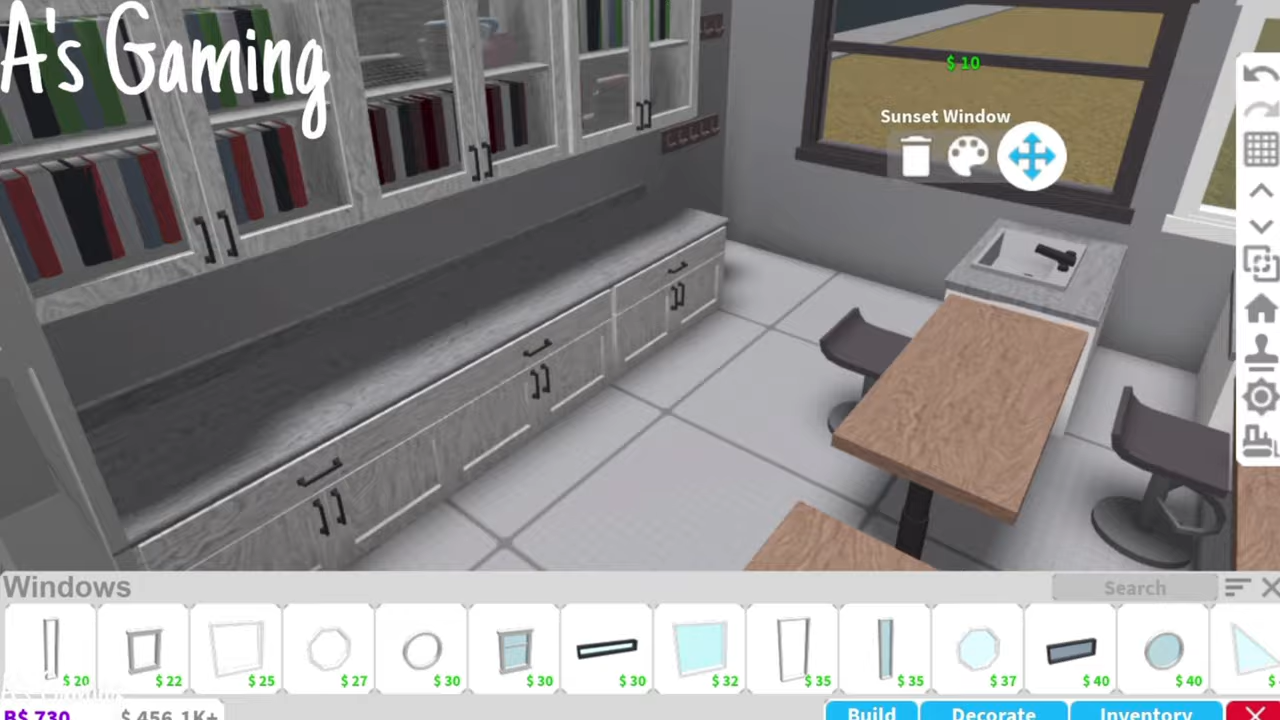 A's Gaming
$ 10
Sunset Window
Windows
Search
$ 20
$ 22
$ 25
$ 27
$ 30
$ 30
$ 30
$ 32
$ 35
$ 35
$ 37
$ 40
$ 40
B$ 730
$ 456.1K+
Build
Decorate
Inventory